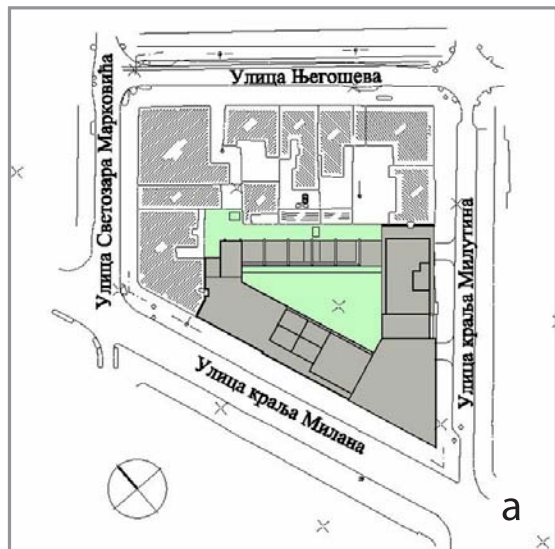 Улица Његошева
Улица Светозара Марковића
Улица краља Милутина
Улица краља Милана
a